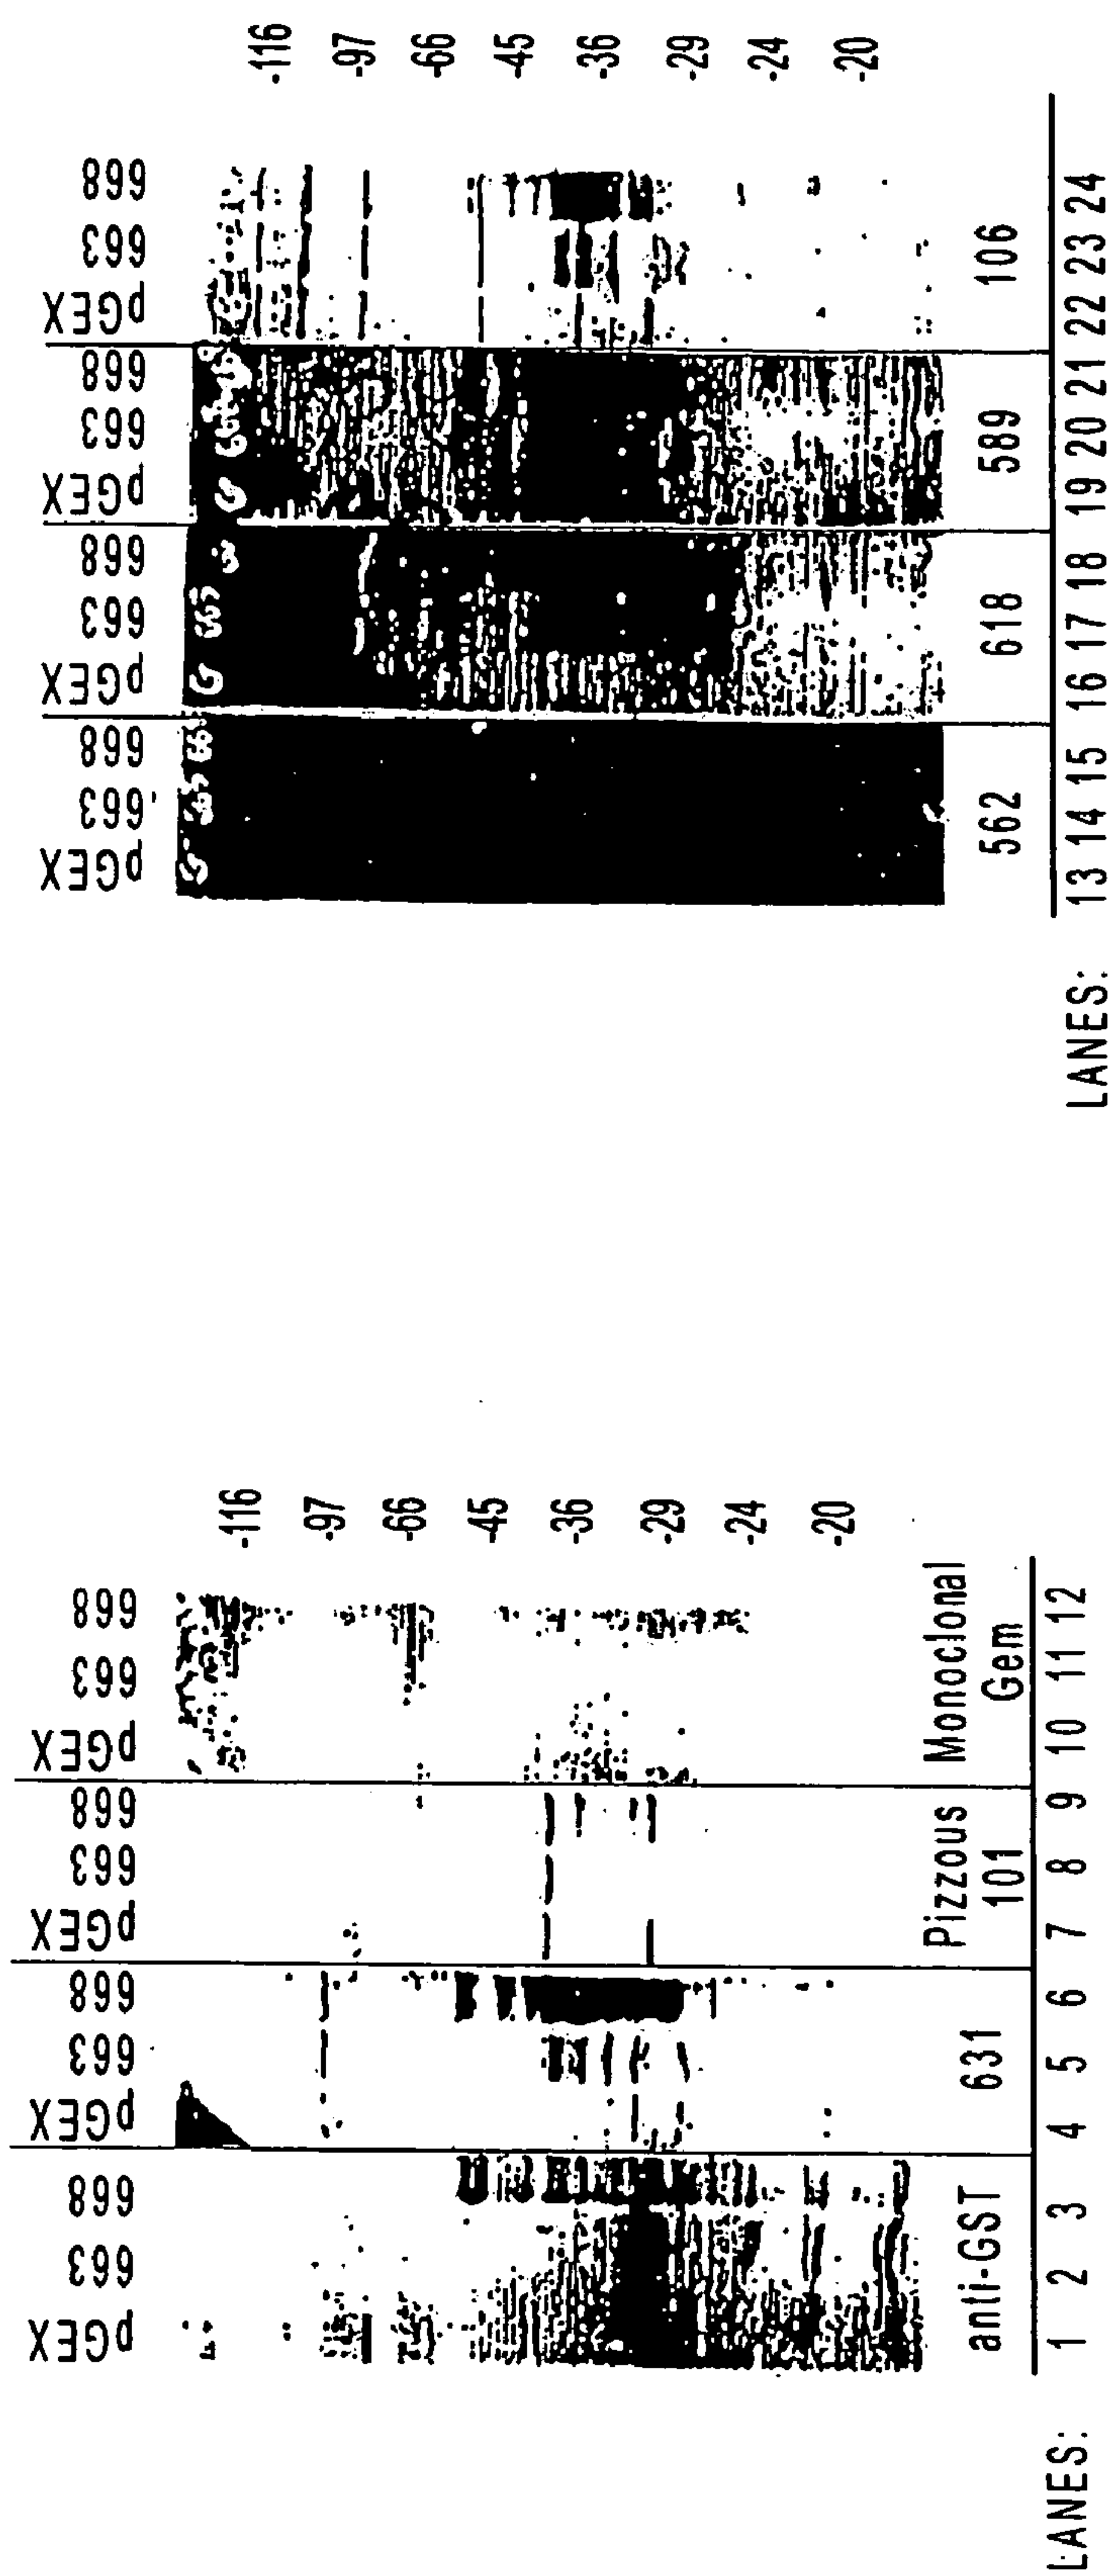 pGEX 663 668 pGEX 663 668 pGEX 663 668 pGEX 663 668
-116
-97
-66
-45
-36
-29
-24
-20
anti-GST 631 Pizzous 101 Monoclonal Gem
LANES: 1 2 3 4 5 6 7 8 9 10 11 12
pGEX 663 668 pGEX 663 668 pGEX 663 668 pGEX 663 668
-116
-97
-66
-45
-36
-29
-24
-20
562 618 589 106
LANES: 13 14 15 16 17 18 19 20 21 22 23 24